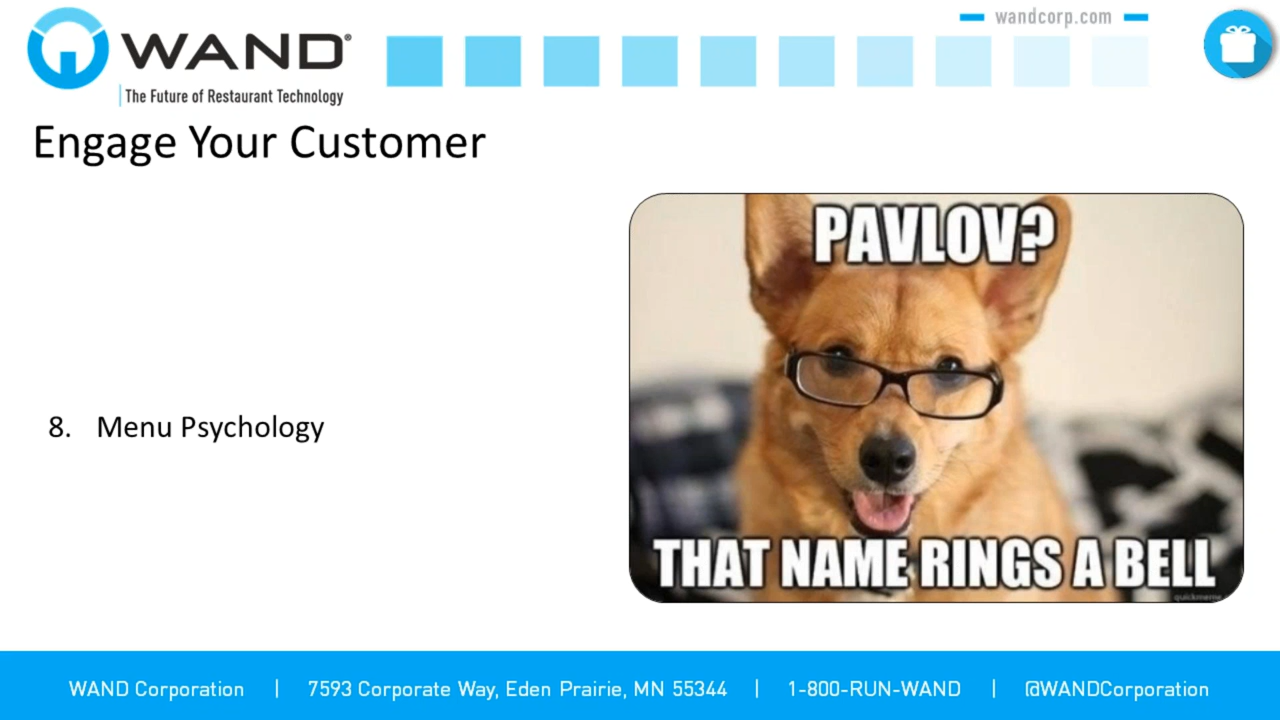 wandcorp.com
WAND®
The Future of Restaurant Technology
Engage Your Customer
PAVLOV?
8. Menu Psychology
THAT NAME RINGS A BELL
WAND Corporation | 7593 Corporate Way, Eden Prairie, MN 55344 | 1-800-RUN-WAND | @WANDCorporation